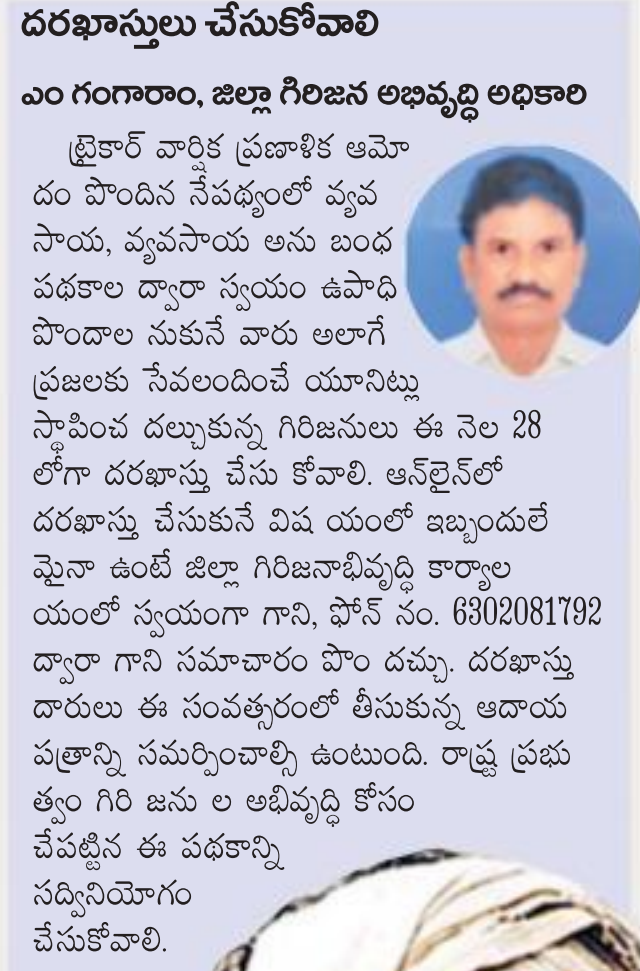 దరఖాస్తులు చేసుకోవాలి
ఎం గంగారాం, జిల్లా గిరిజన అభివృద్ధి అధికారి
ట్రైకార్ వార్షిక ప్రణాళిక ఆమో
దం పొందిన నేపథ్యంలో వ్యవ
సాయ, వ్యవసాయ అను బంధ
పథకాల ద్వారా స్వయం ఉపాధి
పొందాల నుకునే వారు అలాగే
ప్రజలకు సేవలందించే యూనిట్లు
స్థాపించ దల్చుకున్న గిరిజనులు ఈ నెల 28
లోగా దరఖాస్తు చేసు కోవాలి. ఆన్‌లైన్‌లో
దరఖాస్తు చేసుకునే విష యంలో ఇబ్బందులే
మైనా ఉంటే జిల్లా గిరిజనాభివృద్ధి కార్యాల
యంలో స్వయంగా గాని, ఫోన్ నం. 6302081792
ద్వారా గాని సమాచారం పొం దచ్చు. దరఖాస్తు
దారులు ఈ సంవత్సరంలో తీసుకున్న ఆదాయ
పత్రాన్ని సమర్పించాల్సి ఉంటుంది. రాష్ట్ర ప్రభు
త్వం గిరి జను ల అభివృద్ధి కోసం
చేపట్టిన ఈ పథకాన్ని
సద్వినియోగం
చేసుకోవాలి.